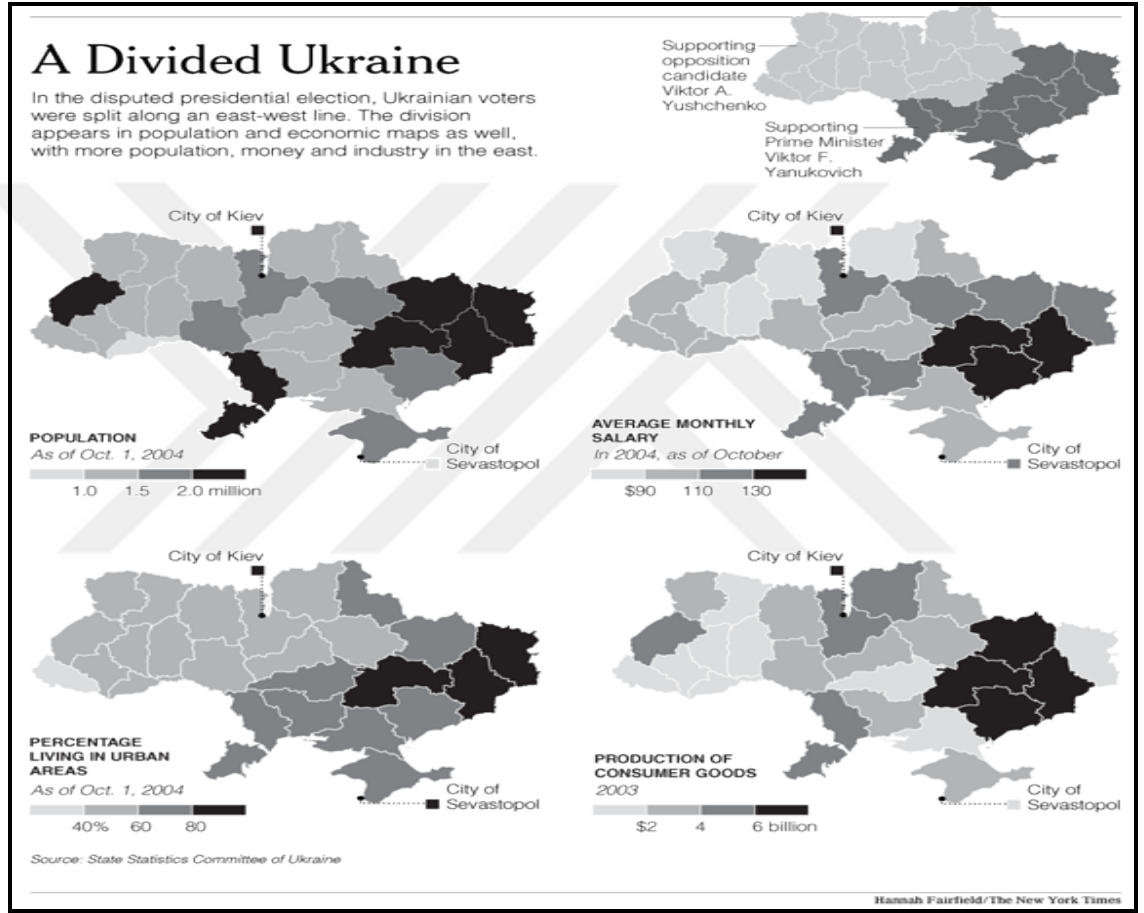 A Divided Ukraine
In the disputed presidential election, Ukrainian voters
were split along an east-west line. The division
appears in population and economic maps as well,
with more population, money and industry in the east.
Supporting
opposition
candidate
Viktor A.
Yushchenko
Supporting
Prime Minister
Viktor F.
Yanukovich
City of Kiev
POPULATION
As of Oct. 1, 2004
1.0 1.5 2.0 million
City of
Sevastopol
City of Kiev
AVERAGE MONTHLY
SALARY
In 2004, as of October
$90 110 130
City of
Sevastopol
City of Kiev
PERCENTAGE
LIVING IN URBAN
AREAS
As of Oct. 1, 2004
40% 60 80
City of
Sevastopol
City of Kiev
PRODUCTION OF
CONSUMER GOODS
2003
$2 4 6 billion
City of
Sevastopol
Source: State Statistics Committee of Ukraine
Hannah Fairfield/The New York Times